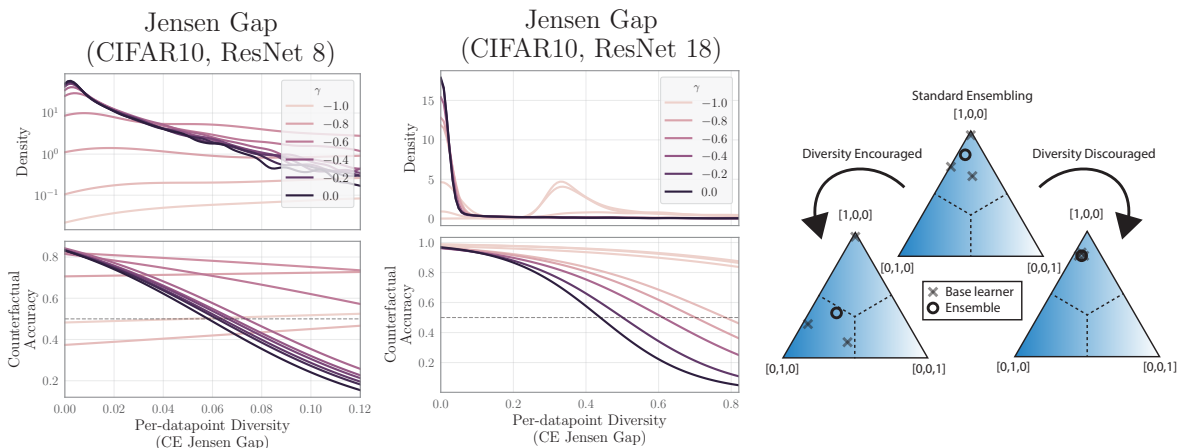 Jensen Gap
(CIFAR10, ResNet 8)
Density
10¹
10⁰
10⁻¹
γ
−1.0
−0.8
−0.6
−0.4
−0.2
0.0
Counterfactual
Accuracy
0.8
0.6
0.4
0.2
0.00
0.02
0.04
0.06
0.08
0.10
0.12
Per-datapoint Diversity
(CE Jensen Gap)
Jensen Gap
(CIFAR10, ResNet 18)
Density
15
10
5
0
γ
−1.0
−0.8
−0.6
−0.4
−0.2
0.0
Counterfactual
Accuracy
1.0
0.8
0.6
0.4
0.2
0.0
0.2
0.4
0.6
0.8
Per-datapoint Diversity
(CE Jensen Gap)
Standard Ensembling
[1,0,0]
Diversity Encouraged
Diversity Discouraged
[1,0,0]
[1,0,0]
[0,1,0]
[0,0,1]
Base learner
Ensemble
[0,1,0]
[0,0,1]
[0,1,0]
[0,0,1]